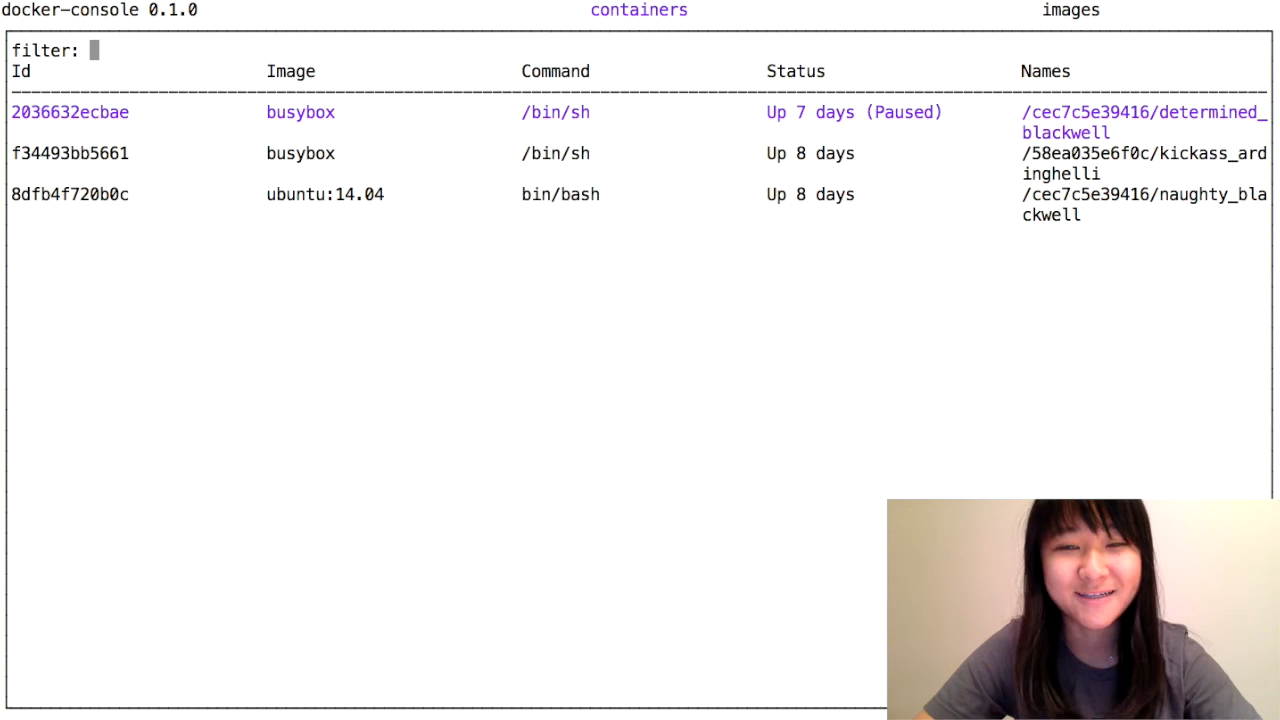 docker-console 0.1.0 containers images
filter:
Id Image Command Status Names
2036632ecbae busybox /bin/sh Up 7 days (Paused) /cec7c5e39416/determined_
blackwell
f34493bb5661 busybox /bin/sh Up 8 days /58ea035e6f0c/kickass_ard
inghelli
8dfb4f720b0c ubuntu:14.04 bin/bash Up 8 days /cec7c5e39416/naughty_bla
ckwell